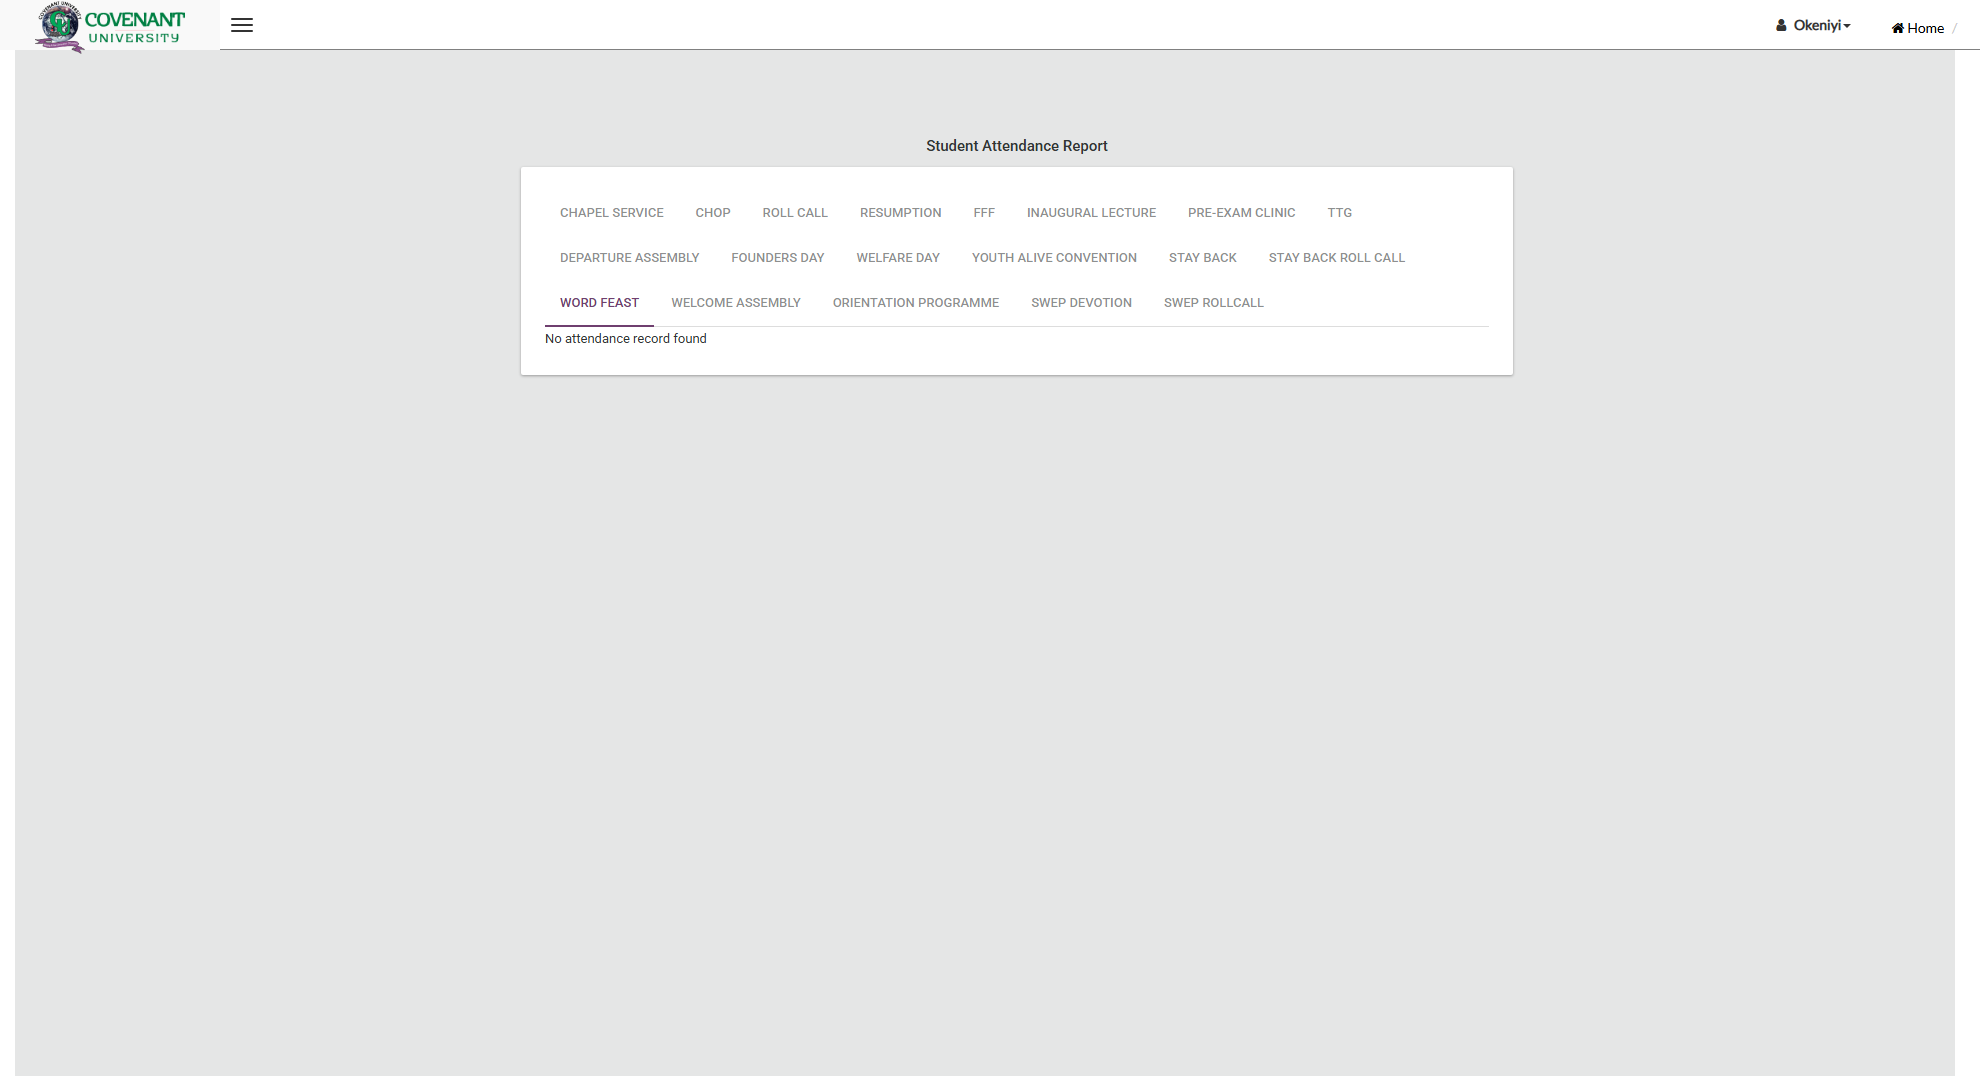 COVENANT
UNIVERSITY
Okeniyi
Home /
Student Attendance Report
CHAPEL SERVICE CHOP ROLL CALL RESUMPTION FFF INAUGURAL LECTURE PRE-EXAM CLINIC TTG
DEPARTURE ASSEMBLY FOUNDERS DAY WELFARE DAY YOUTH ALIVE CONVENTION STAY BACK STAY BACK ROLL CALL
WORD FEAST WELCOME ASSEMBLY ORIENTATION PROGRAMME SWEP DEVOTION SWEP ROLLCALL
No attendance record found